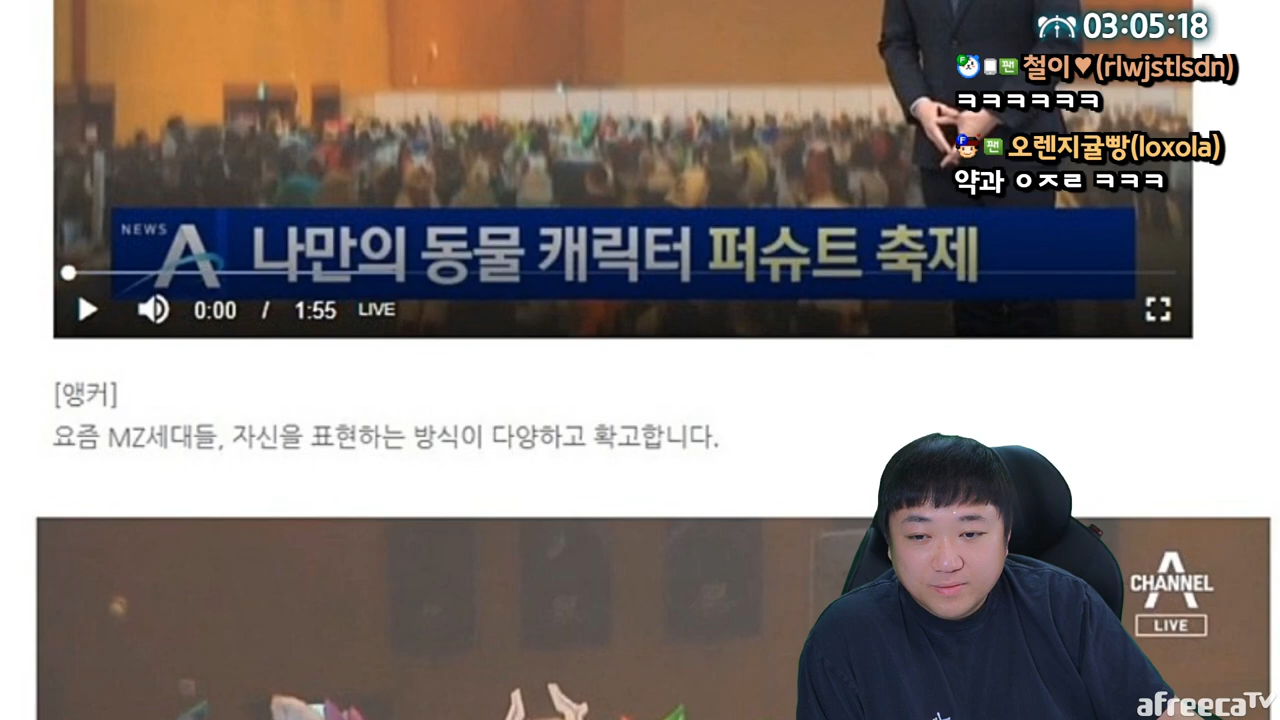 03:05:18
팬 철이♥(rlwjstlsdn)
ㅋㅋㅋㅋㅋㅋ
팬 오렌지귤빵(loxola)
약과 ㅇㅈㄹ ㅋㅋㅋ
NEWS A 나만의 동물 캐릭터 퍼슈트 축제
0:00 / 1:55 LIVE
[앵커]
요즘 MZ세대들, 자신을 표현하는 방식이 다양하고 확고합니다.
CHANNEL A
LIVE
afreecaTV